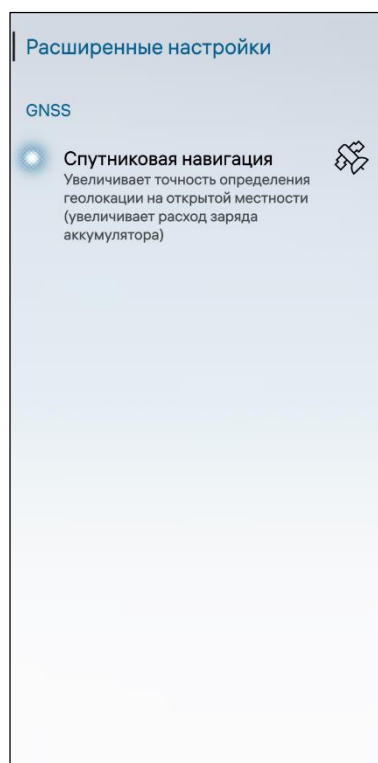 Расширенные настройки
GNSS
Спутниковая навигация
Увеличивает точность определения
геолокации на открытой местности
(увеличивает расход заряда
аккумулятора)